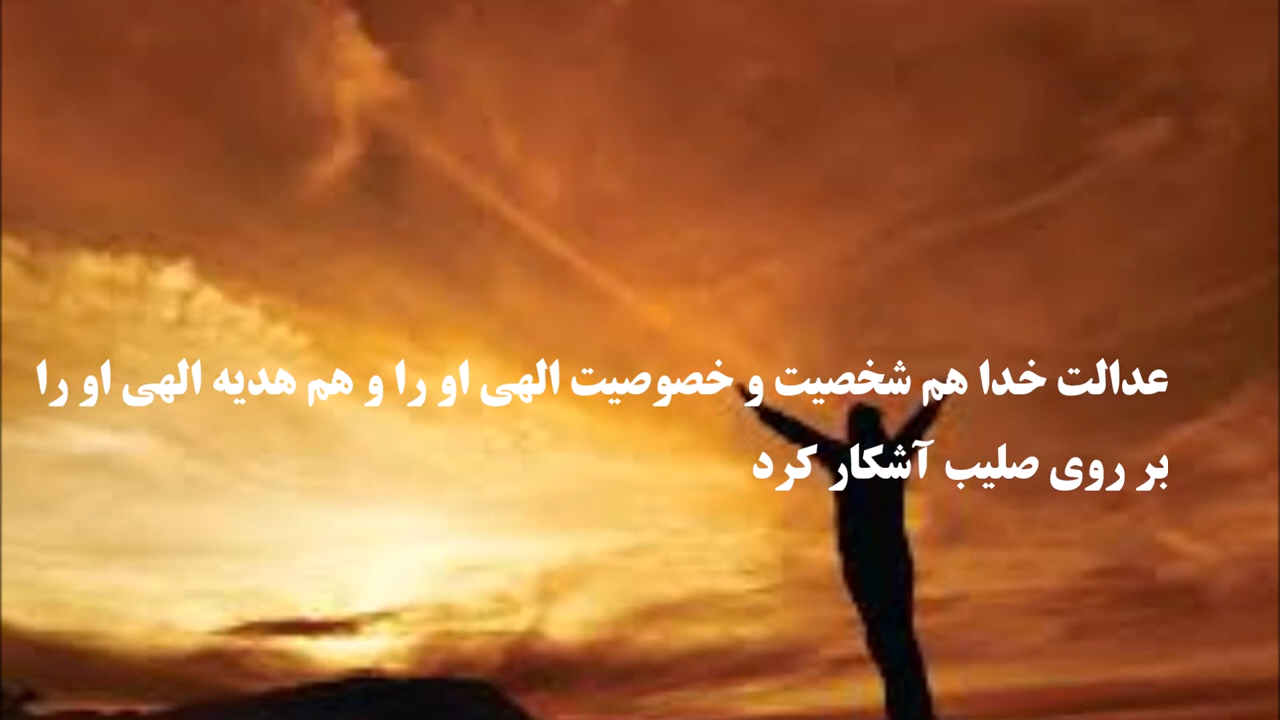 عدالت خدا هم شخصیت و خصوصیت الهی او را و هم هدیه الهی او را
بر روی صلیب آشکار کرد